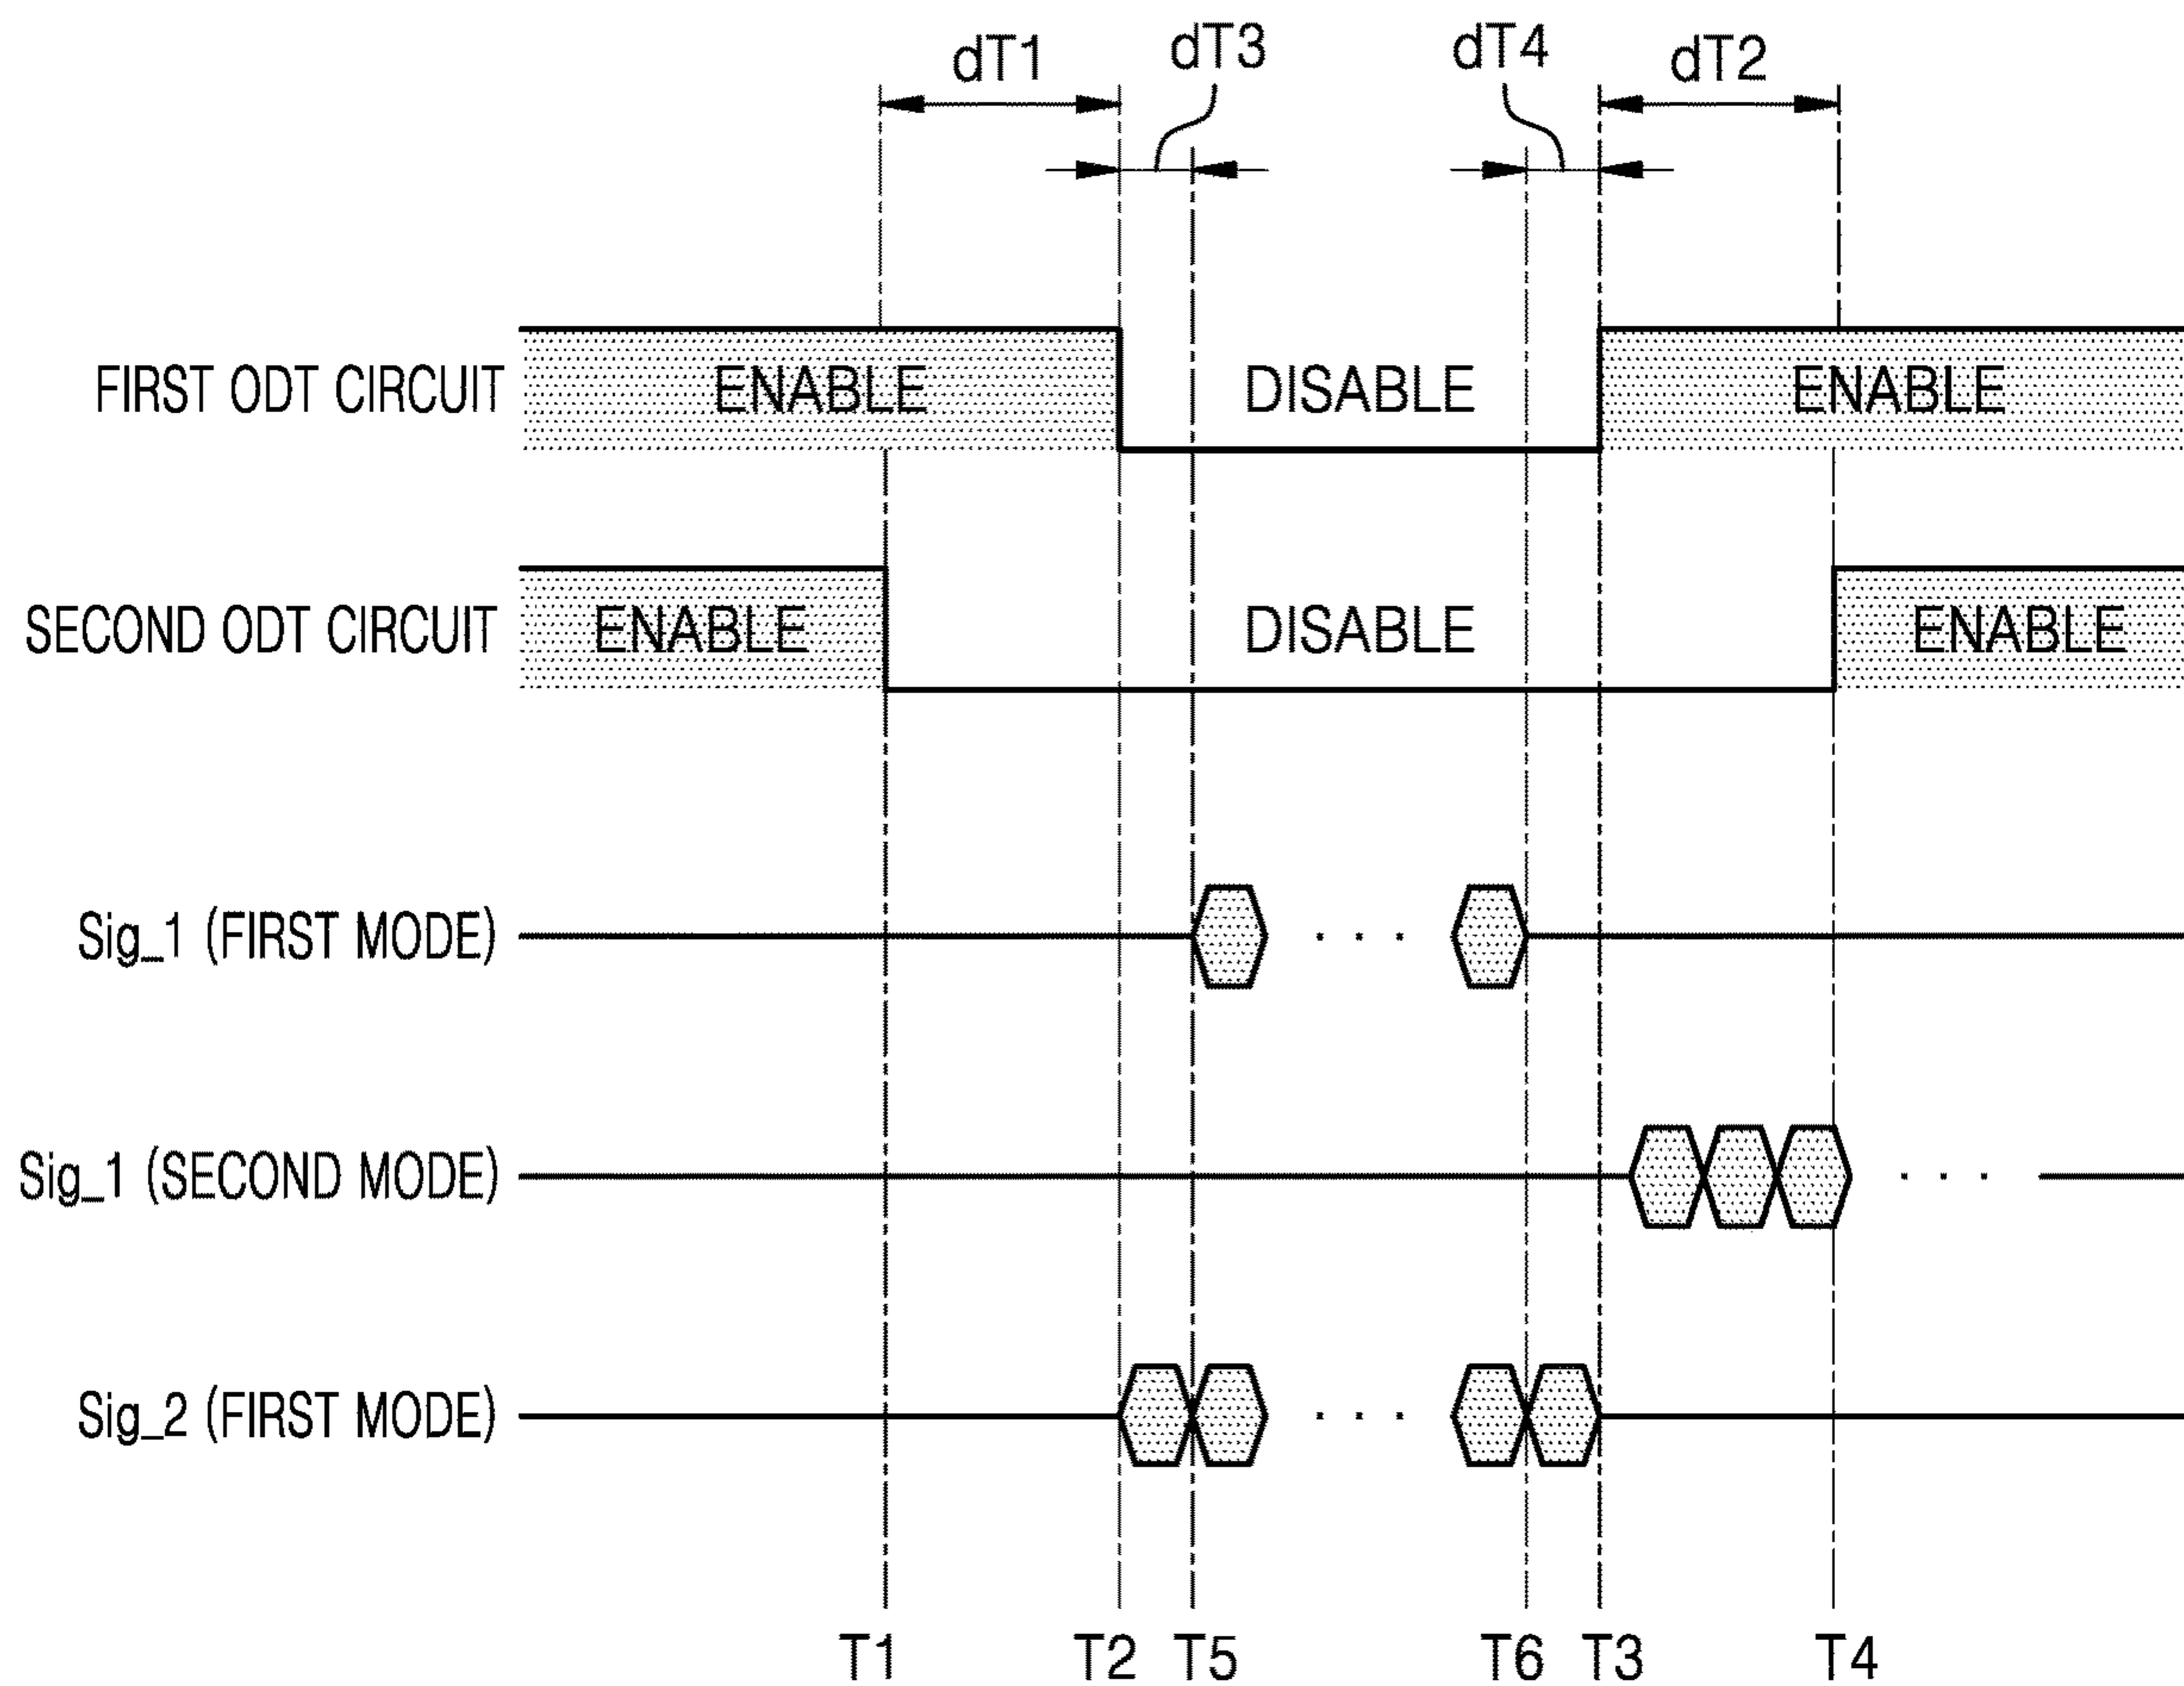 dT1 dT3 dT4 dT2
FIRST ODT CIRCUIT ENABLE DISABLE ENABLE
SECOND ODT CIRCUIT ENABLE DISABLE ENABLE
Sig_1 (FIRST MODE) . . .
Sig_1 (SECOND MODE) . . .
Sig_2 (FIRST MODE) . . .
T1 T2 T5 T6 T3 T4